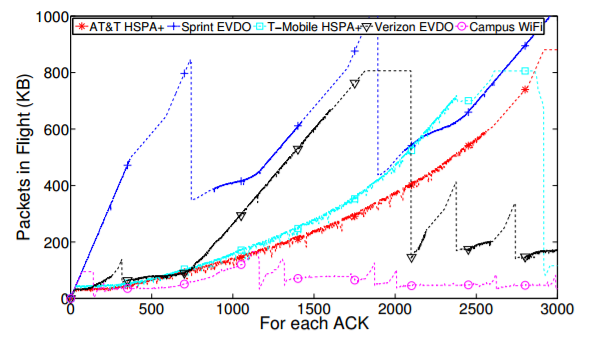 1000
AT&T HSPA+ Sprint EVDO T-Mobile HSPA+ Verizon EVDO Campus WiFi
800
600
400
200
0
Packets in Flight (KB)
0 500 1000 1500 2000 2500 3000
For each ACK